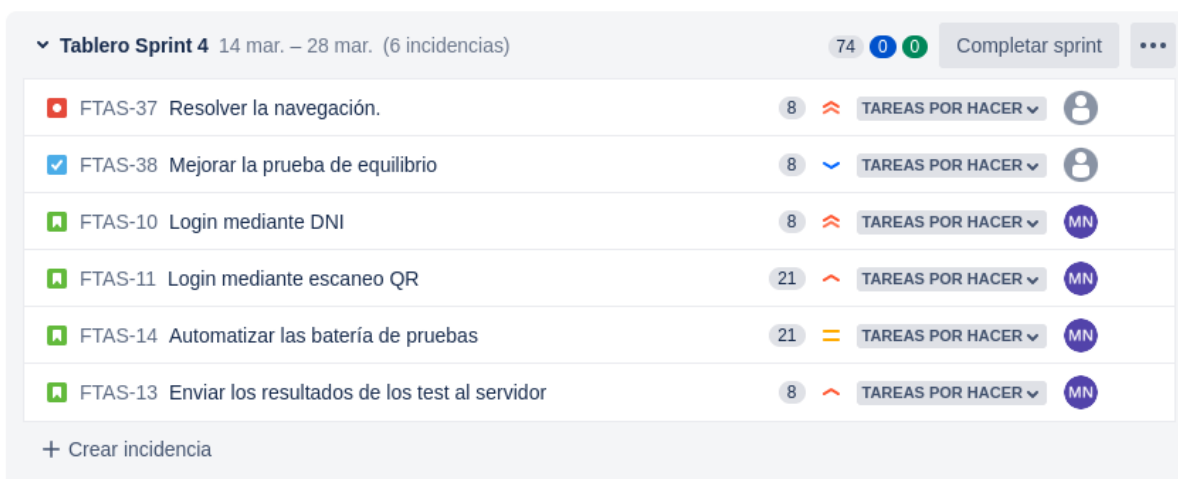 Tablero Sprint 4 14 mar. – 28 mar. (6 incidencias) 74 0 0 Completar sprint
FTAS-37 Resolver la navegación. 8 TAREAS POR HACER
FTAS-38 Mejorar la prueba de equilibrio 8 TAREAS POR HACER
FTAS-10 Login mediante DNI 8 TAREAS POR HACER MN
FTAS-11 Login mediante escaneo QR 21 TAREAS POR HACER MN
FTAS-14 Automatizar las batería de pruebas 21 TAREAS POR HACER MN
FTAS-13 Enviar los resultados de los test al servidor 8 TAREAS POR HACER MN
+ Crear incidencia